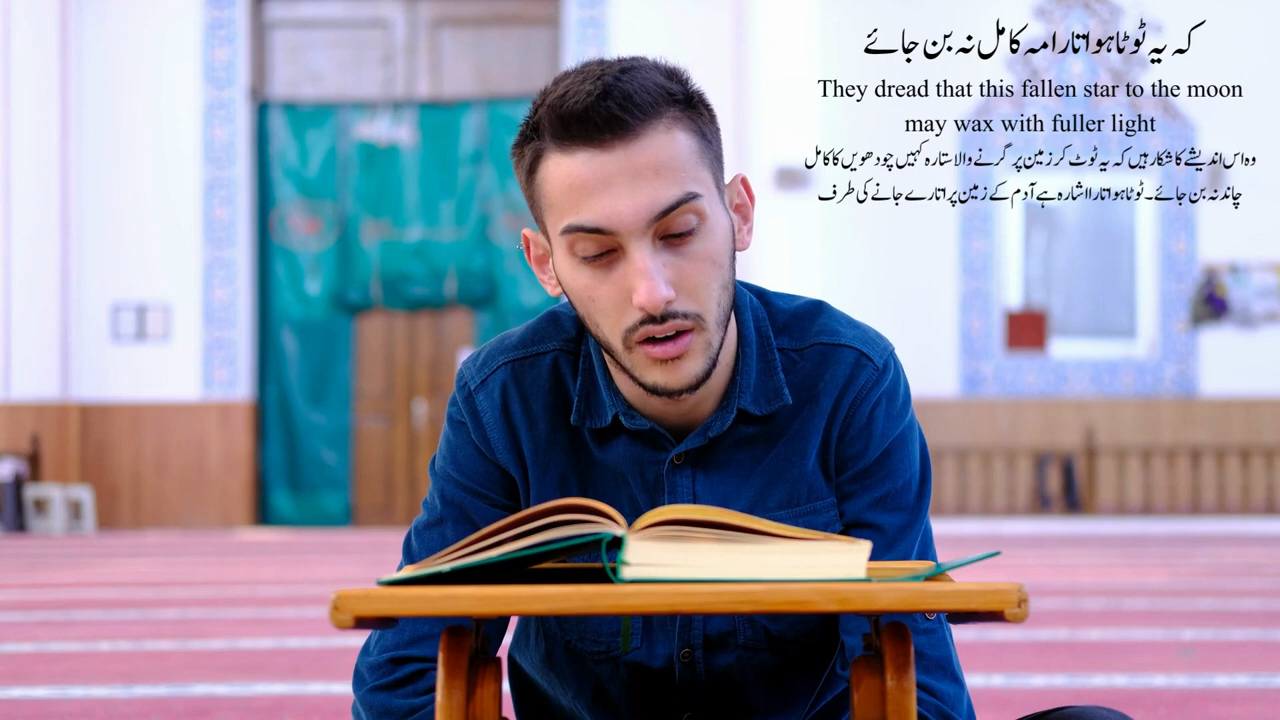 کہ یہ ٹوٹا ہوا تارا مہ کامل نہ بن جائے
They dread that this fallen star to the moon
may wax with fuller light
وہ اس اندیشے کا شکار ہیں کہ یہ ٹوٹ کر زمین پر گرنے والا ستارہ کہیں چودھویں کا کامل
چاند نہ بن جائے۔ ٹوٹا ہوا تارا اشارہ ہے آدم کے زمین پر اتارے جانے کی طرف